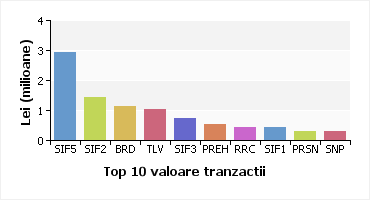 4
3
2
1
0
Lei (milioane)
SIF5 SIF2 BRD TLV SIF3 PREH RRC SIF1 PRSN SNP
Top 10 valoare tranzactii